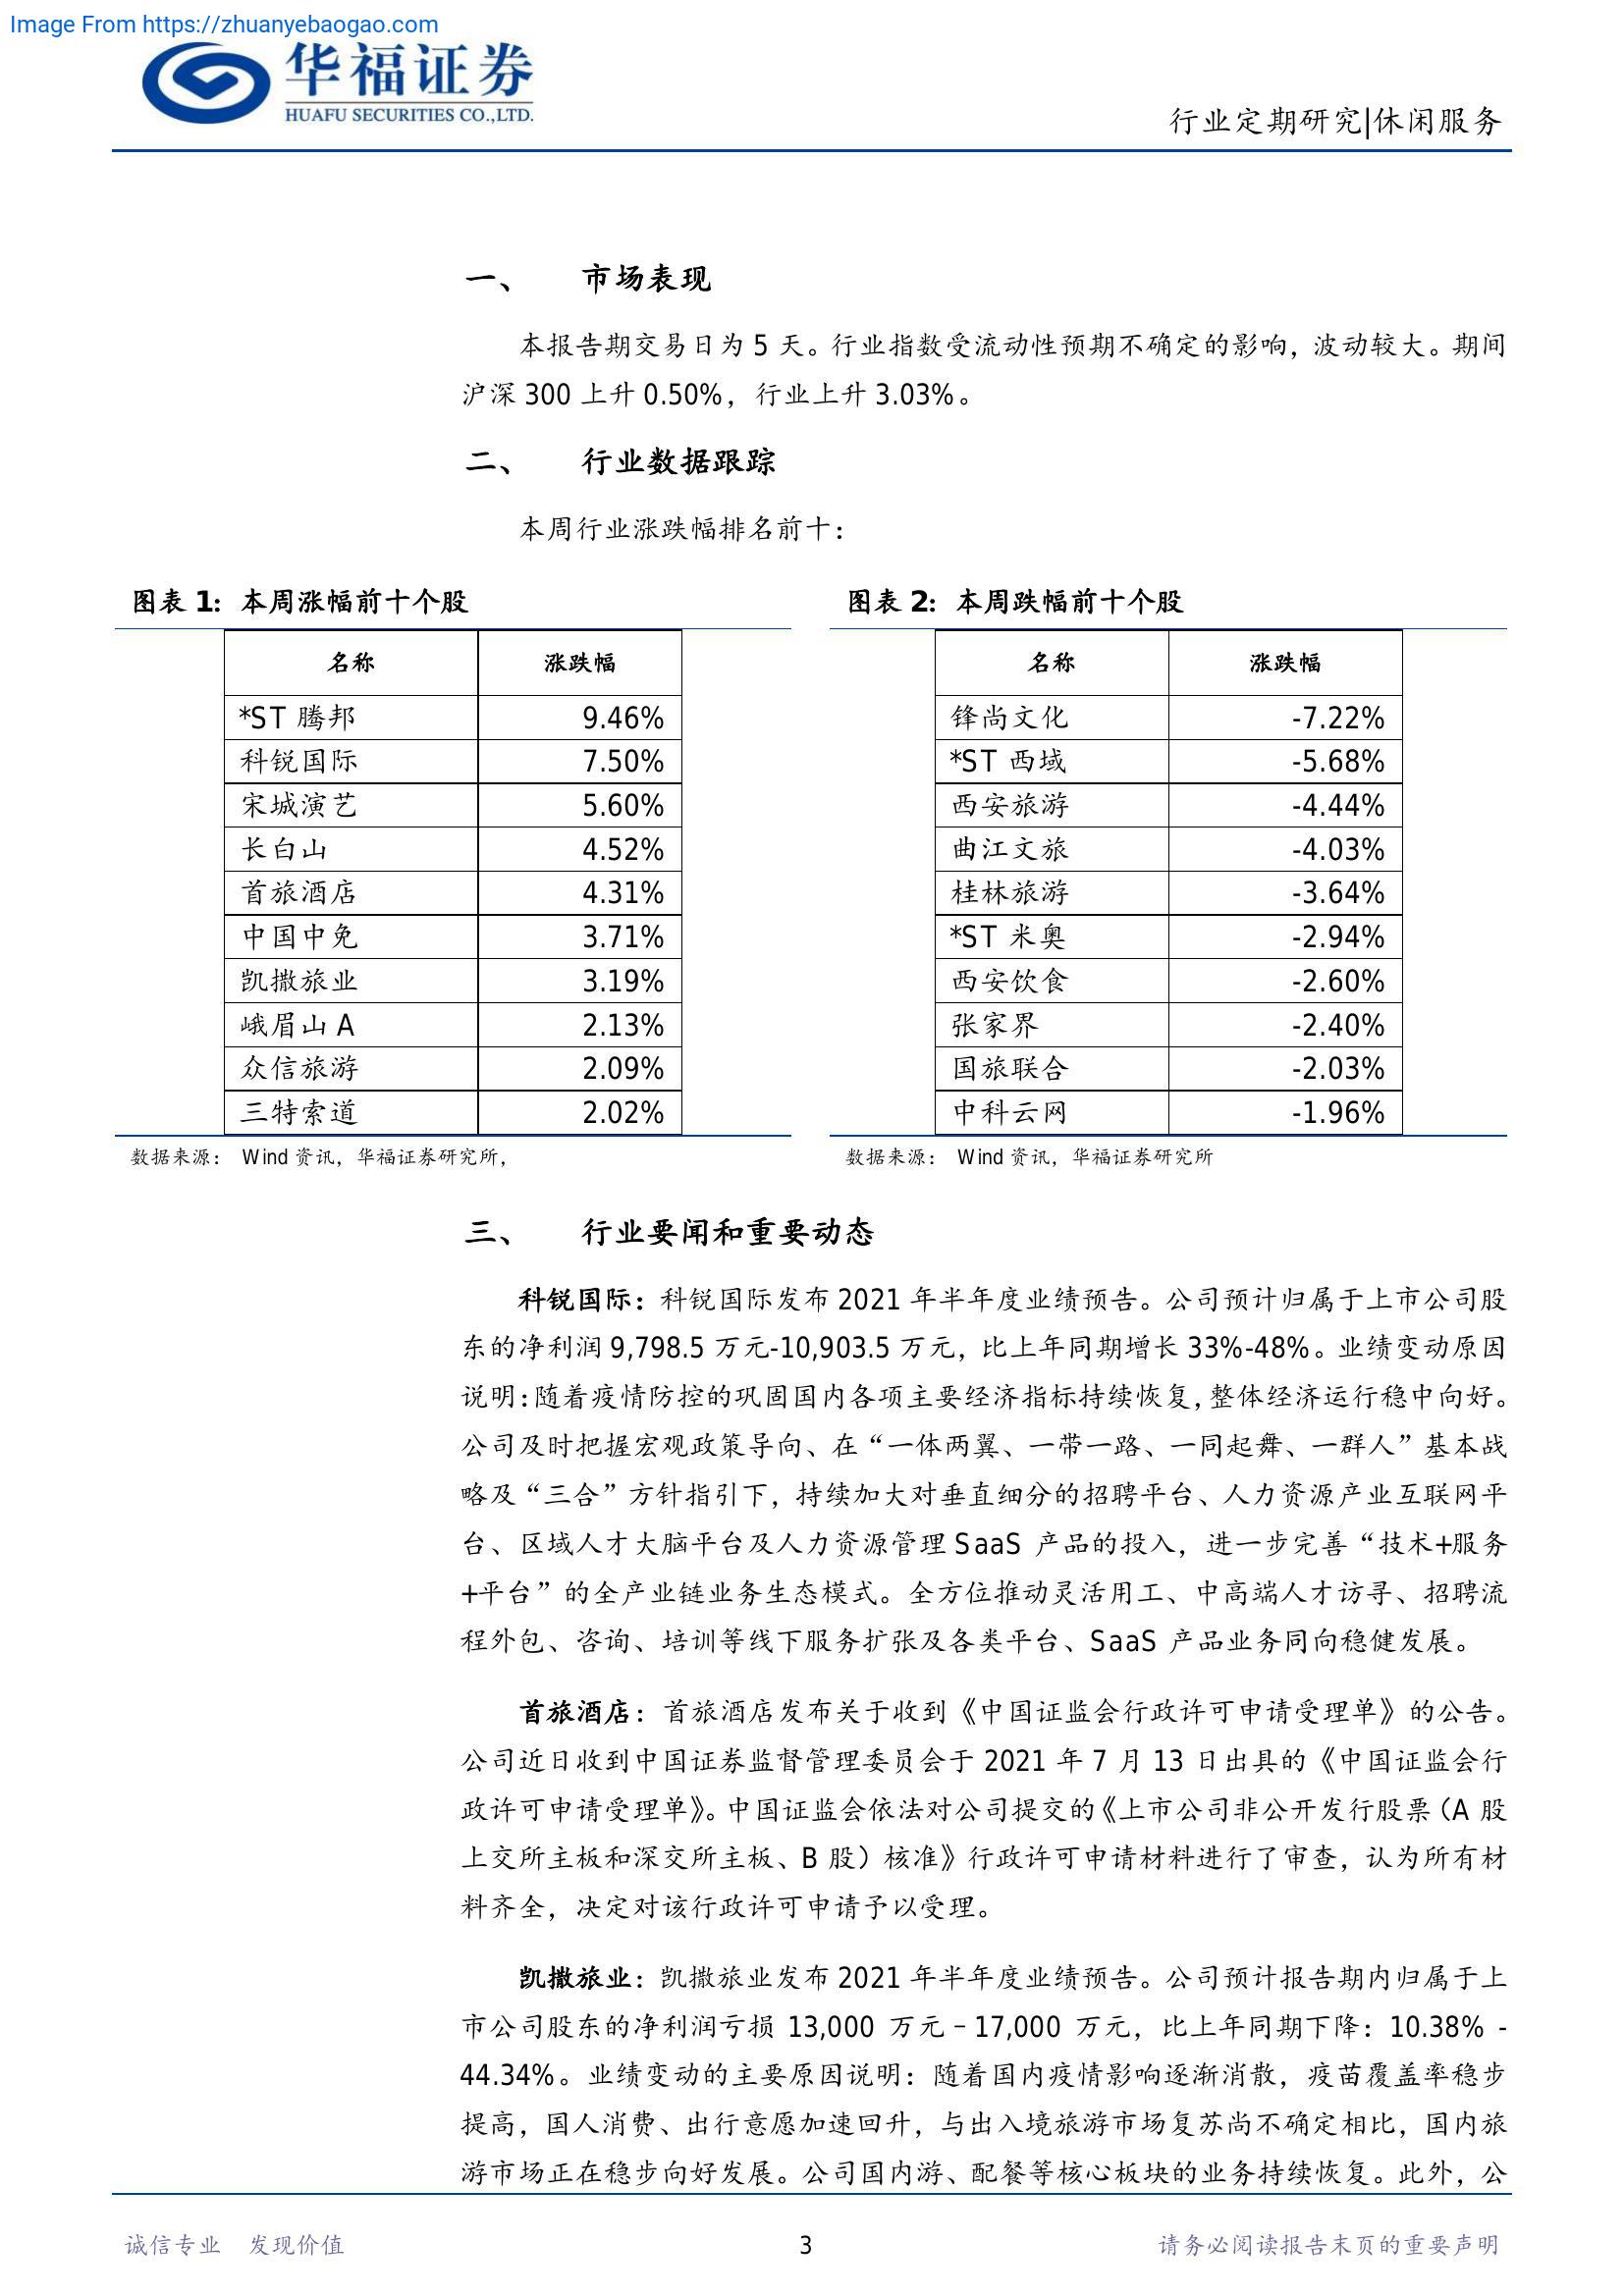 Image From https://zhuanyebaogao.com
华福证券
HUAFU SECURITIES CO.,LTD.
行业定期研究|休闲服务
一、 市场表现
本报告期交易日为 5 天。行业指数受流动性预期不确定的影响，波动较大。期间
沪深 300 上升 0.50%，行业上升 3.03%。
二、 行业数据跟踪
本周行业涨跌幅排名前十：
图表 1：本周涨幅前十个股
名称 涨跌幅
*ST 腾邦 9.46%
科锐国际 7.50%
宋城演艺 5.60%
长白山 4.52%
首旅酒店 4.31%
中国中免 3.71%
凯撒旅业 3.19%
峨眉山 A 2.13%
众信旅游 2.09%
三特索道 2.02%
数据来源： Wind 资讯，华福证券研究所，
图表 2：本周跌幅前十个股
名称 涨跌幅
锋尚文化 -7.22%
*ST 西域 -5.68%
西安旅游 -4.44%
曲江文旅 -4.03%
桂林旅游 -3.64%
*ST 米奥 -2.94%
西安饮食 -2.60%
张家界 -2.40%
国旅联合 -2.03%
中科云网 -1.96%
数据来源： Wind 资讯，华福证券研究所
三、 行业要闻和重要动态
科锐国际：科锐国际发布 2021 年半年度业绩预告。公司预计归属于上市公司股
东的净利润 9,798.5 万元-10,903.5 万元，比上年同期增长 33%-48%。业绩变动原因
说明：随着疫情防控的巩固国内各项主要经济指标持续恢复，整体经济运行稳中向好。
公司及时把握宏观政策导向、在“一体两翼、一带一路、一同起舞、一群人”基本战
略及“三合”方针指引下，持续加大对垂直细分的招聘平台、人力资源产业互联网平
台、区域人才大脑平台及人力资源管理 SaaS 产品的投入，进一步完善“技术+服务
+平台”的全产业链业务生态模式。全方位推动灵活用工、中高端人才访寻、招聘流
程外包、咨询、培训等线下服务扩张及各类平台、SaaS 产品业务同向稳健发展。
首旅酒店：首旅酒店发布关于收到《中国证监会行政许可申请受理单》的公告。
公司近日收到中国证券监督管理委员会于 2021 年 7 月 13 日出具的《中国证监会行
政许可申请受理单》。中国证监会依法对公司提交的《上市公司非公开发行股票（A 股
上交所主板和深交所主板、B 股）核准》行政许可申请材料进行了审查，认为所有材
料齐全，决定对该行政许可申请予以受理。
凯撒旅业：凯撒旅业发布 2021 年半年度业绩预告。公司预计报告期内归属于上
市公司股东的净利润亏损 13,000 万元–17,000 万元，比上年同期下降：10.38% -
44.34%。业绩变动的主要原因说明：随着国内疫情影响逐渐消散，疫苗覆盖率稳步
提高，国人消费、出行意愿加速回升，与出入境旅游市场复苏尚不确定相比，国内旅
游市场正在稳步向好发展。公司国内游、配餐等核心板块的业务持续恢复。此外，公
诚信专业 发现价值
3
请务必阅读报告末页的重要声明